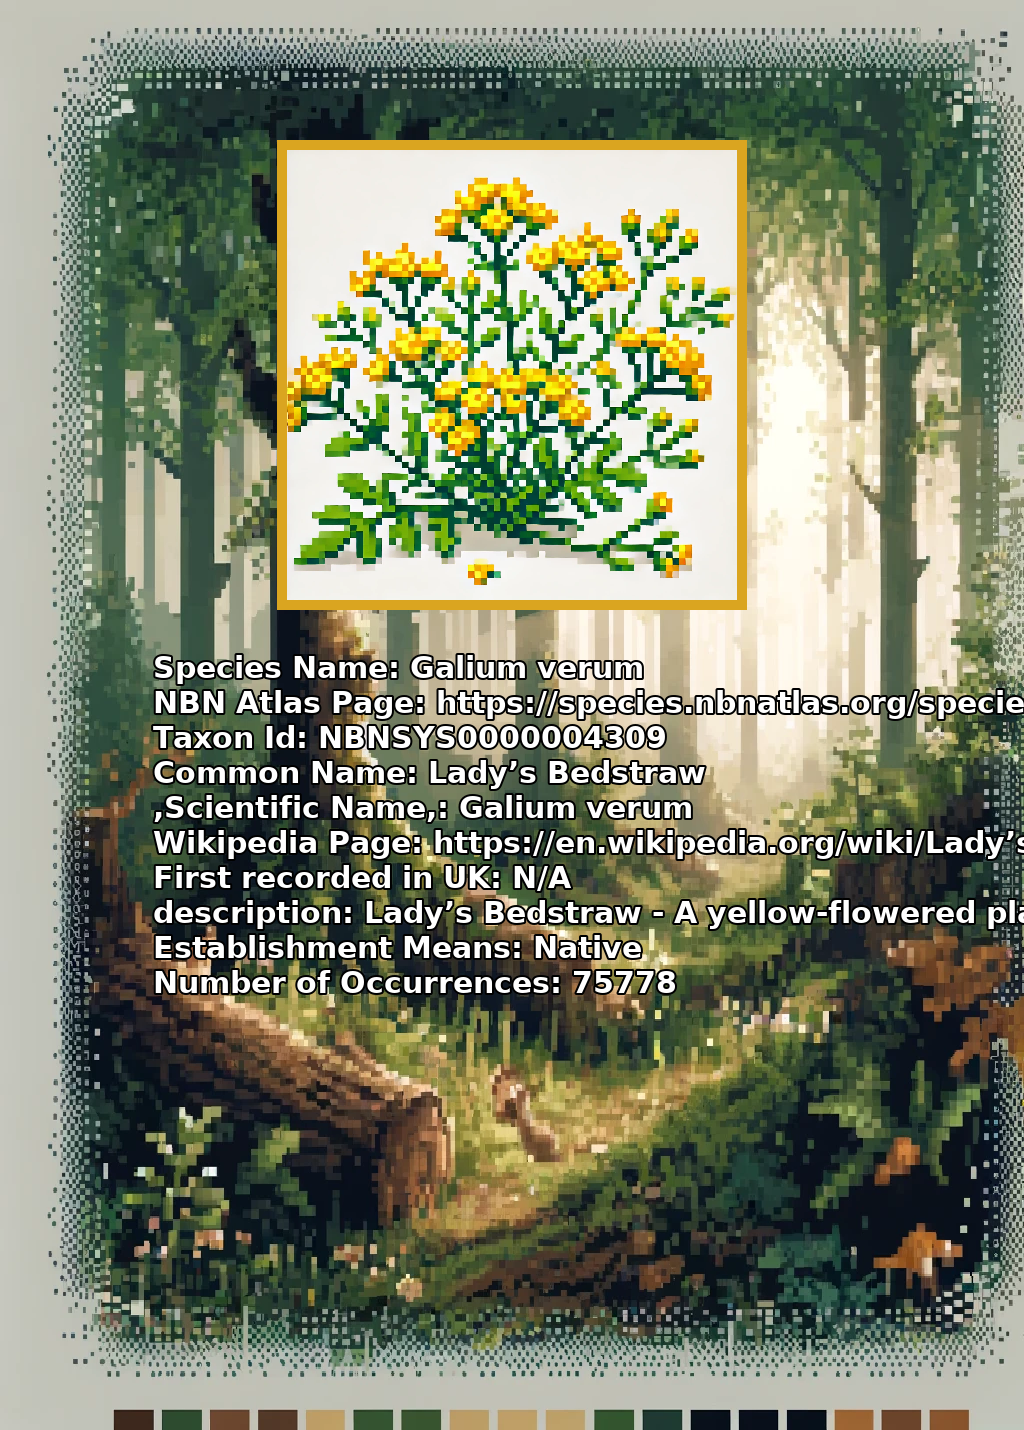 Species Name: Galium verum
NBN Atlas Page: https://species.nbnatlas.org/specie
Taxon Id: NBNSYS0000004309
Common Name: Lady’s Bedstraw
,Scientific Name,: Galium verum
Wikipedia Page: https://en.wikipedia.org/wiki/Lady’s
First recorded in UK: N/A
description: Lady’s Bedstraw - A yellow-flowered pla
Establishment Means: Native
Number of Occurrences: 75778